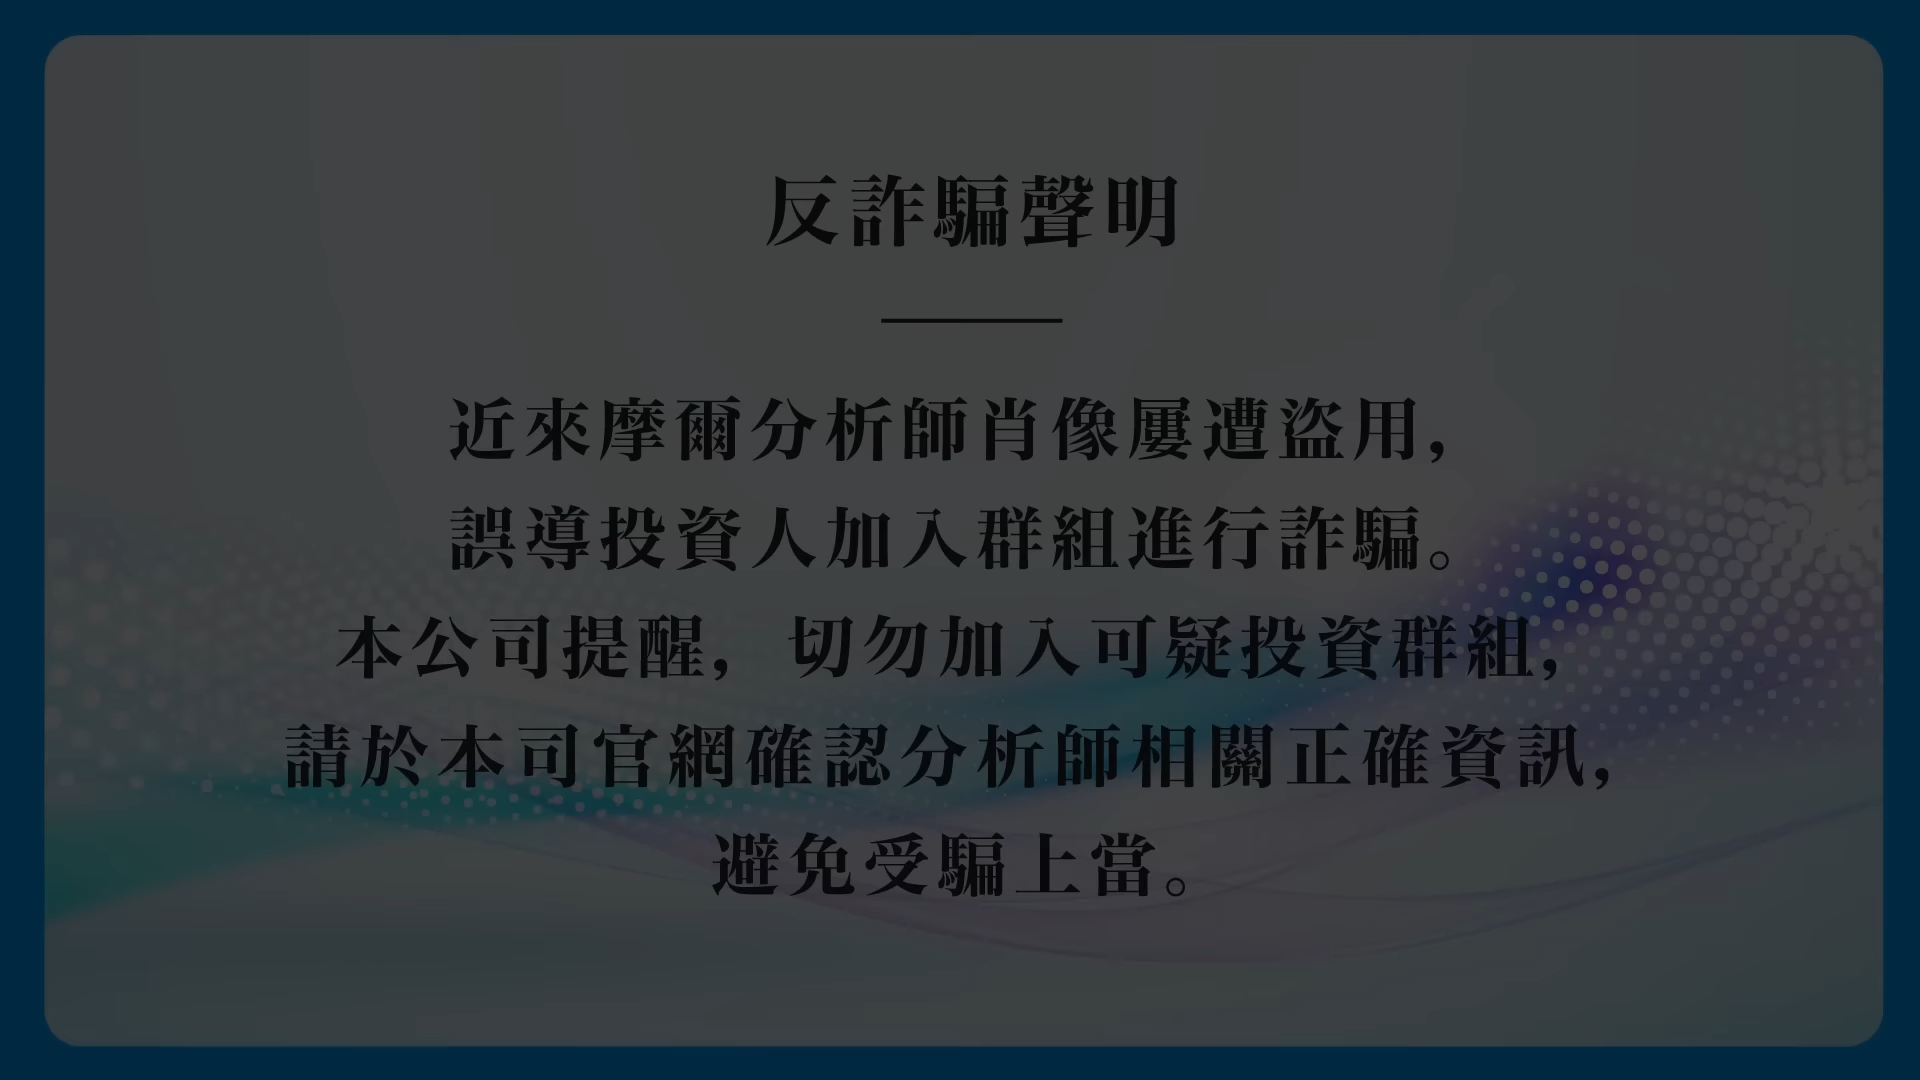 反詐騙聲明
近來摩爾分析師肖像屢遭盜用，
誤導投資人加入群組進行詐騙。
本公司提醒，切勿加入可疑投資群組，
請於本司官網確認分析師相關正確資訊，
避免受騙上當。